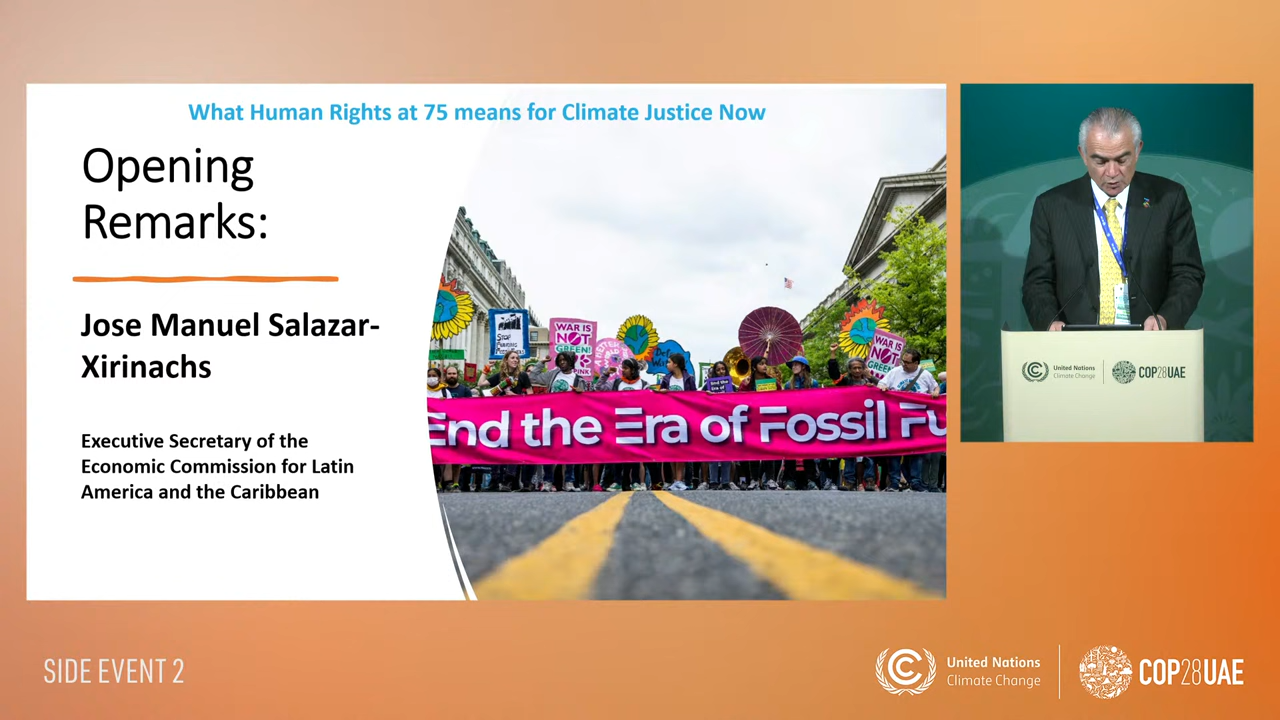 What Human Rights at 75 means for Climate Justice Now
Opening
Remarks:
Jose Manuel Salazar-
Xirinachs
Executive Secretary of the
Economic Commission for Latin
America and the Caribbean
STOP
WAR IS
NOT
GREEN!
WAR IS
NOT
GREEN!
End the Era of Fossil Fu
United Nations
Climate Change
COP28UAE
SIDE EVENT 2
United Nations
Climate Change
COP28UAE